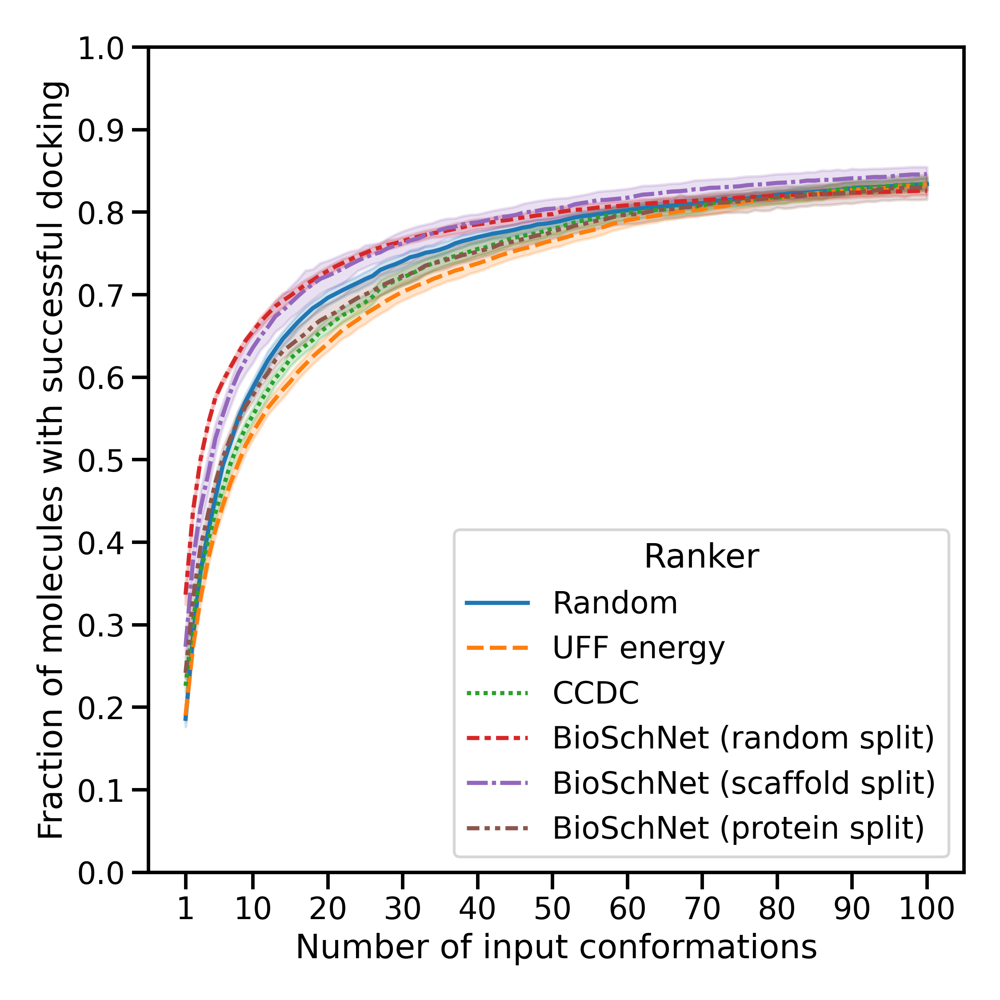 Fraction of molecules with successful docking
1.0
0.9
0.8
0.7
0.6
0.5
0.4
0.3
0.2
0.1
0.0
Ranker
Random
UFF energy
CCDC
BioSchNet (random split)
BioSchNet (scaffold split)
BioSchNet (protein split)
1 10 20 30 40 50 60 70 80 90 100
Number of input conformations